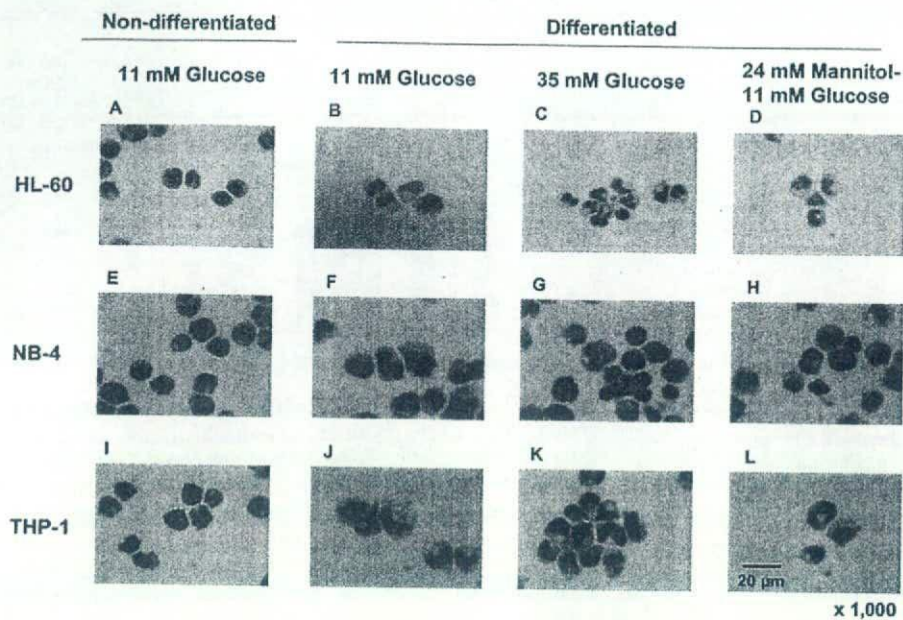 Non-differentiated
Differentiated
11 mM Glucose
11 mM Glucose
35 mM Glucose
24 mM Mannitol-
11 mM Glucose
A
B
C
D
HL-60
E
F
G
H
NB-4
I
J
K
L
THP-1
20 µm
x 1,000